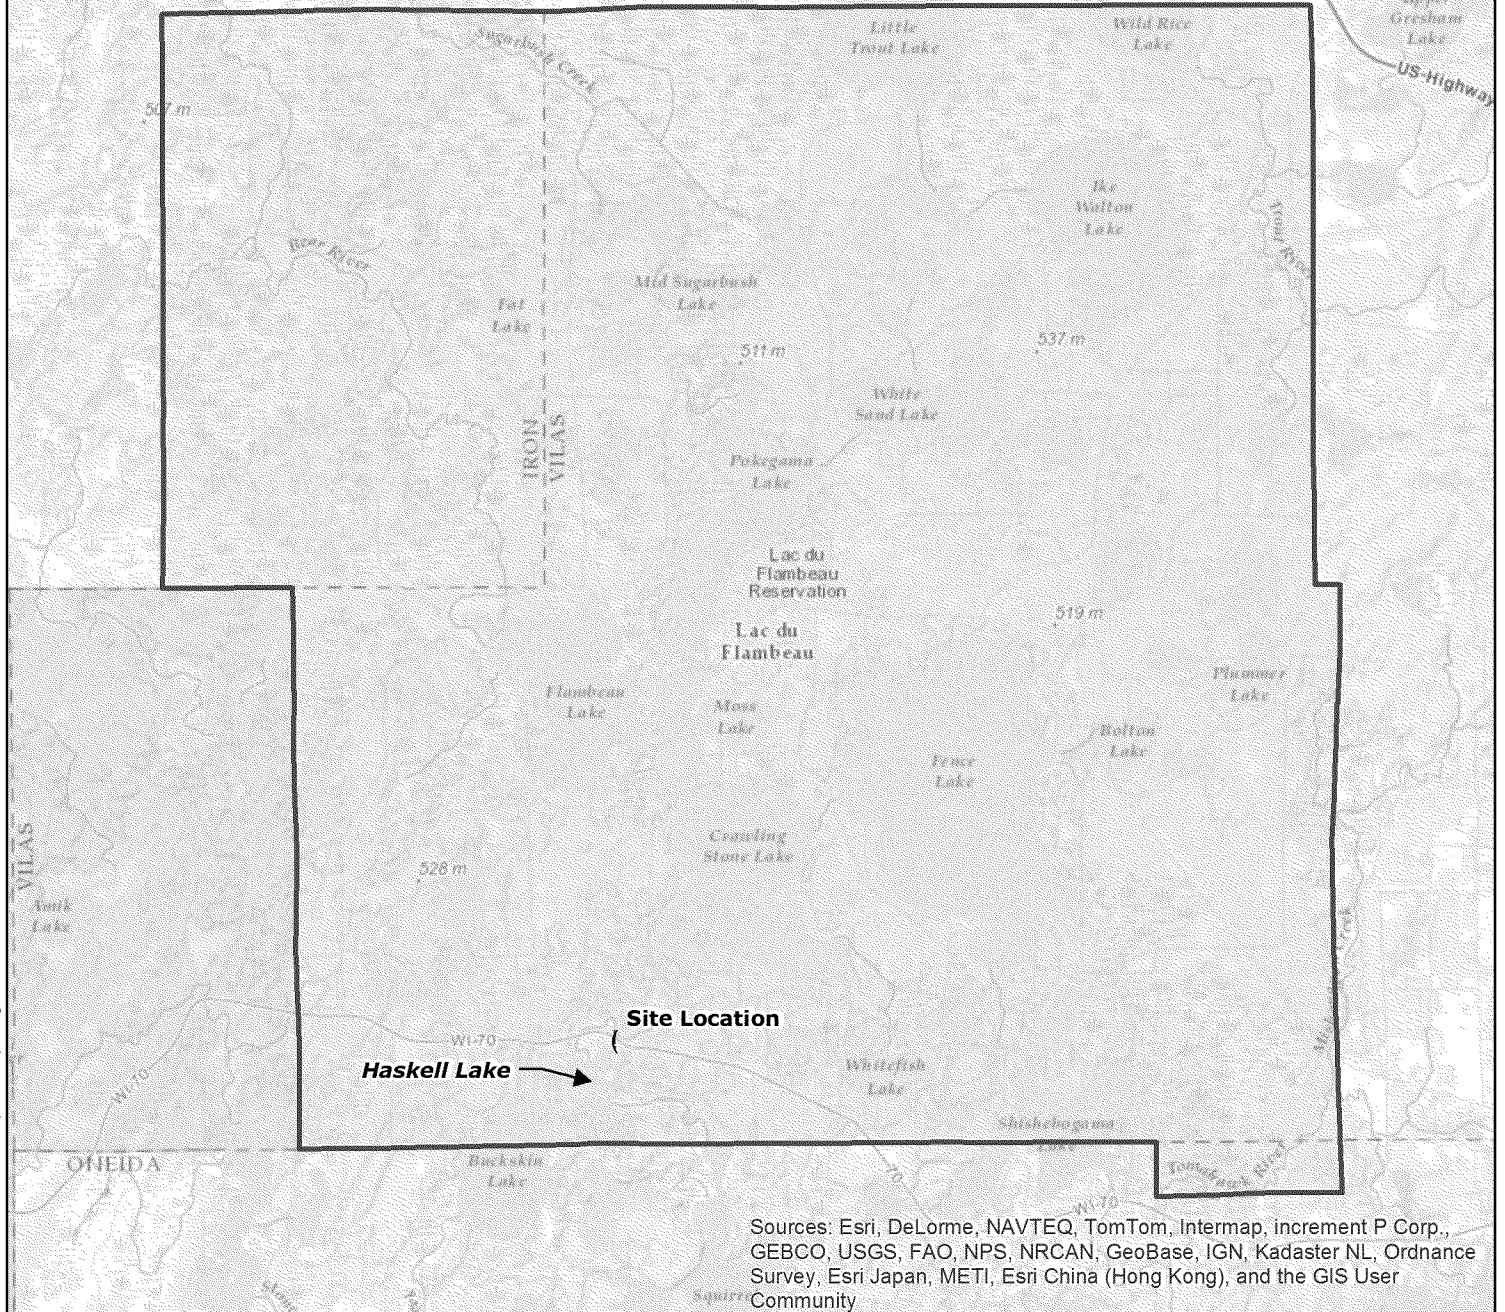 Gresham
Lake
Little
Trout Lake
Wild Rice
Lake
US-Highway
Sugarbush Creek
507 m
Ike
Walton
Lake
Trout River
Bear River
Mid Sugarbush
Lake
Fat
Lake
511 m
537 m
White
Sand Lake
IRON
VILAS
Pokegama
Lake
Lac du
Flambeau
Reservation
519 m
Lac du
Flambeau
Plummer
Lake
Flambeau
Lake
Moss
Lake
Bolton
Lake
Fence
Lake
Crawling
Stone Lake
VILAS
528 m
Lake
Creek
Site Location
WI-70
Haskell Lake
Whitefish
Lake
WI-70
Shishebogama
Lake
ONEIDA
Buckskin
Lake
Tomahawk River
70
WI-70
Sources: Esri, DeLorme, NAVTEQ, TomTom, Intermap, increment P Corp.,
GEBCO, USGS, FAO, NPS, NRCAN, GeoBase, IGN, Kadaster NL, Ordnance
Survey, Esri Japan, METI, Esri China (Hong Kong), and the GIS User
Community